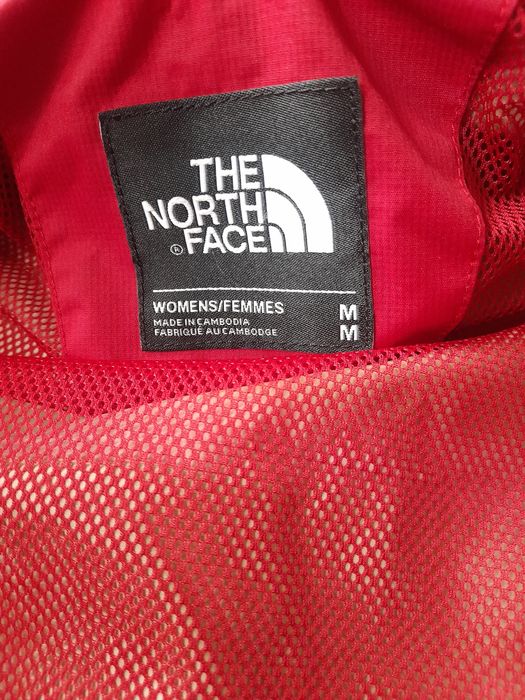 THE
NORTH
® FACE
WOMENS/FEMMES M
MADE IN CAMBODIA M
FABRIQUÉ AU CAMBODGE